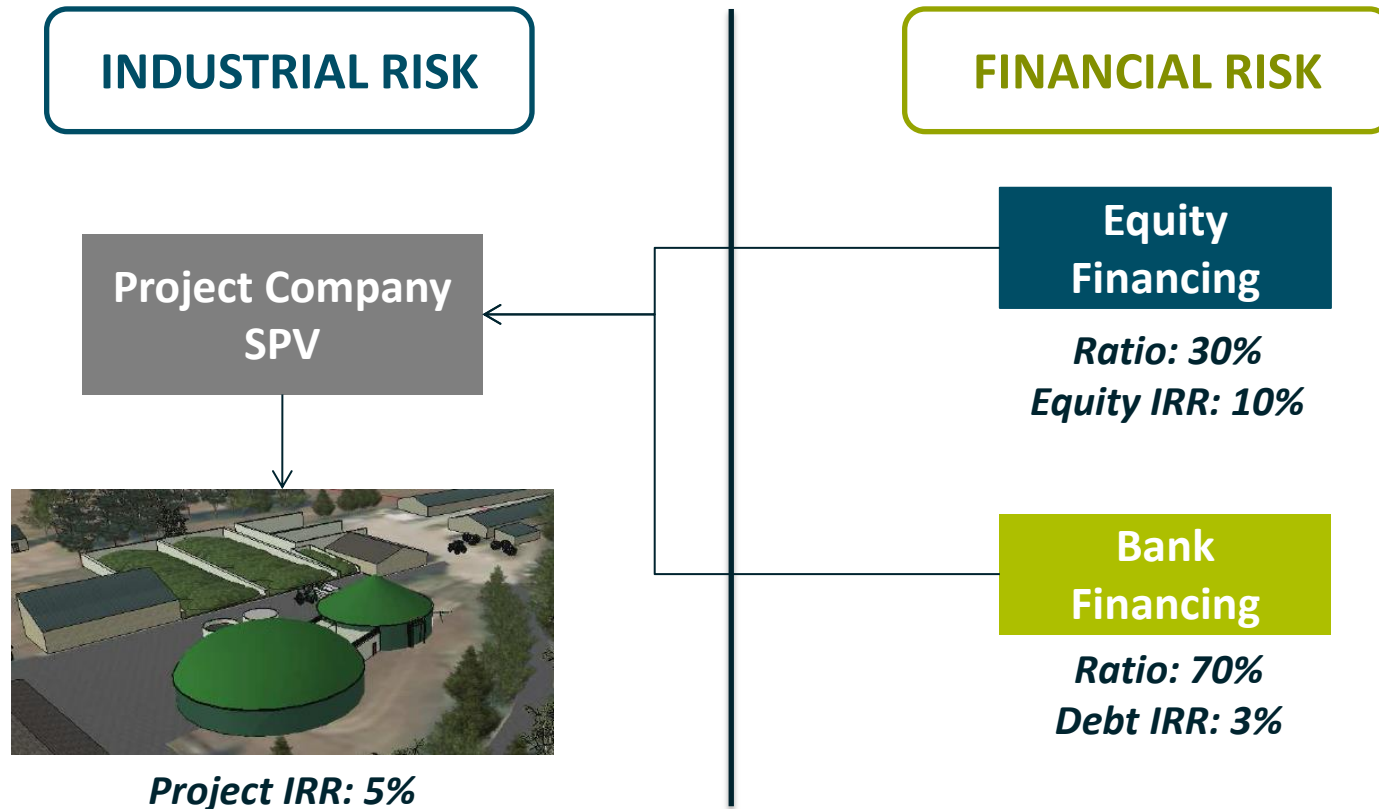 INDUSTRIAL RISK
FINANCIAL RISK
Project Company
SPV
Project IRR: 5%
Equity
Financing
Ratio: 30%
Equity IRR: 10%
Bank
Financing
Ratio: 70%
Debt IRR: 3%